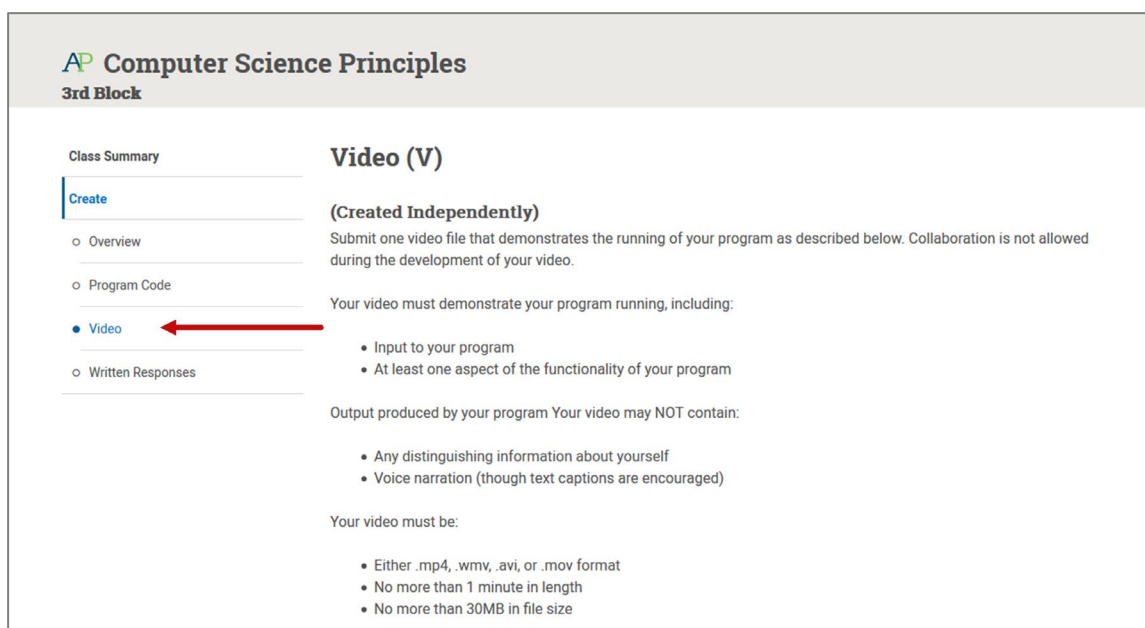 AP Computer Science Principles
3rd Block
Class Summary
Create
Overview
Program Code
Video
Written Responses
Video (V)
(Created Independently)
Submit one video file that demonstrates the running of your program as described below. Collaboration is not allowed
during the development of your video.
Your video must demonstrate your program running, including:
• Input to your program
• At least one aspect of the functionality of your program
Output produced by your program Your video may NOT contain:
• Any distinguishing information about yourself
• Voice narration (though text captions are encouraged)
Your video must be:
• Either .mp4, .wmv, .avi, or .mov format
• No more than 1 minute in length
• No more than 30MB in file size